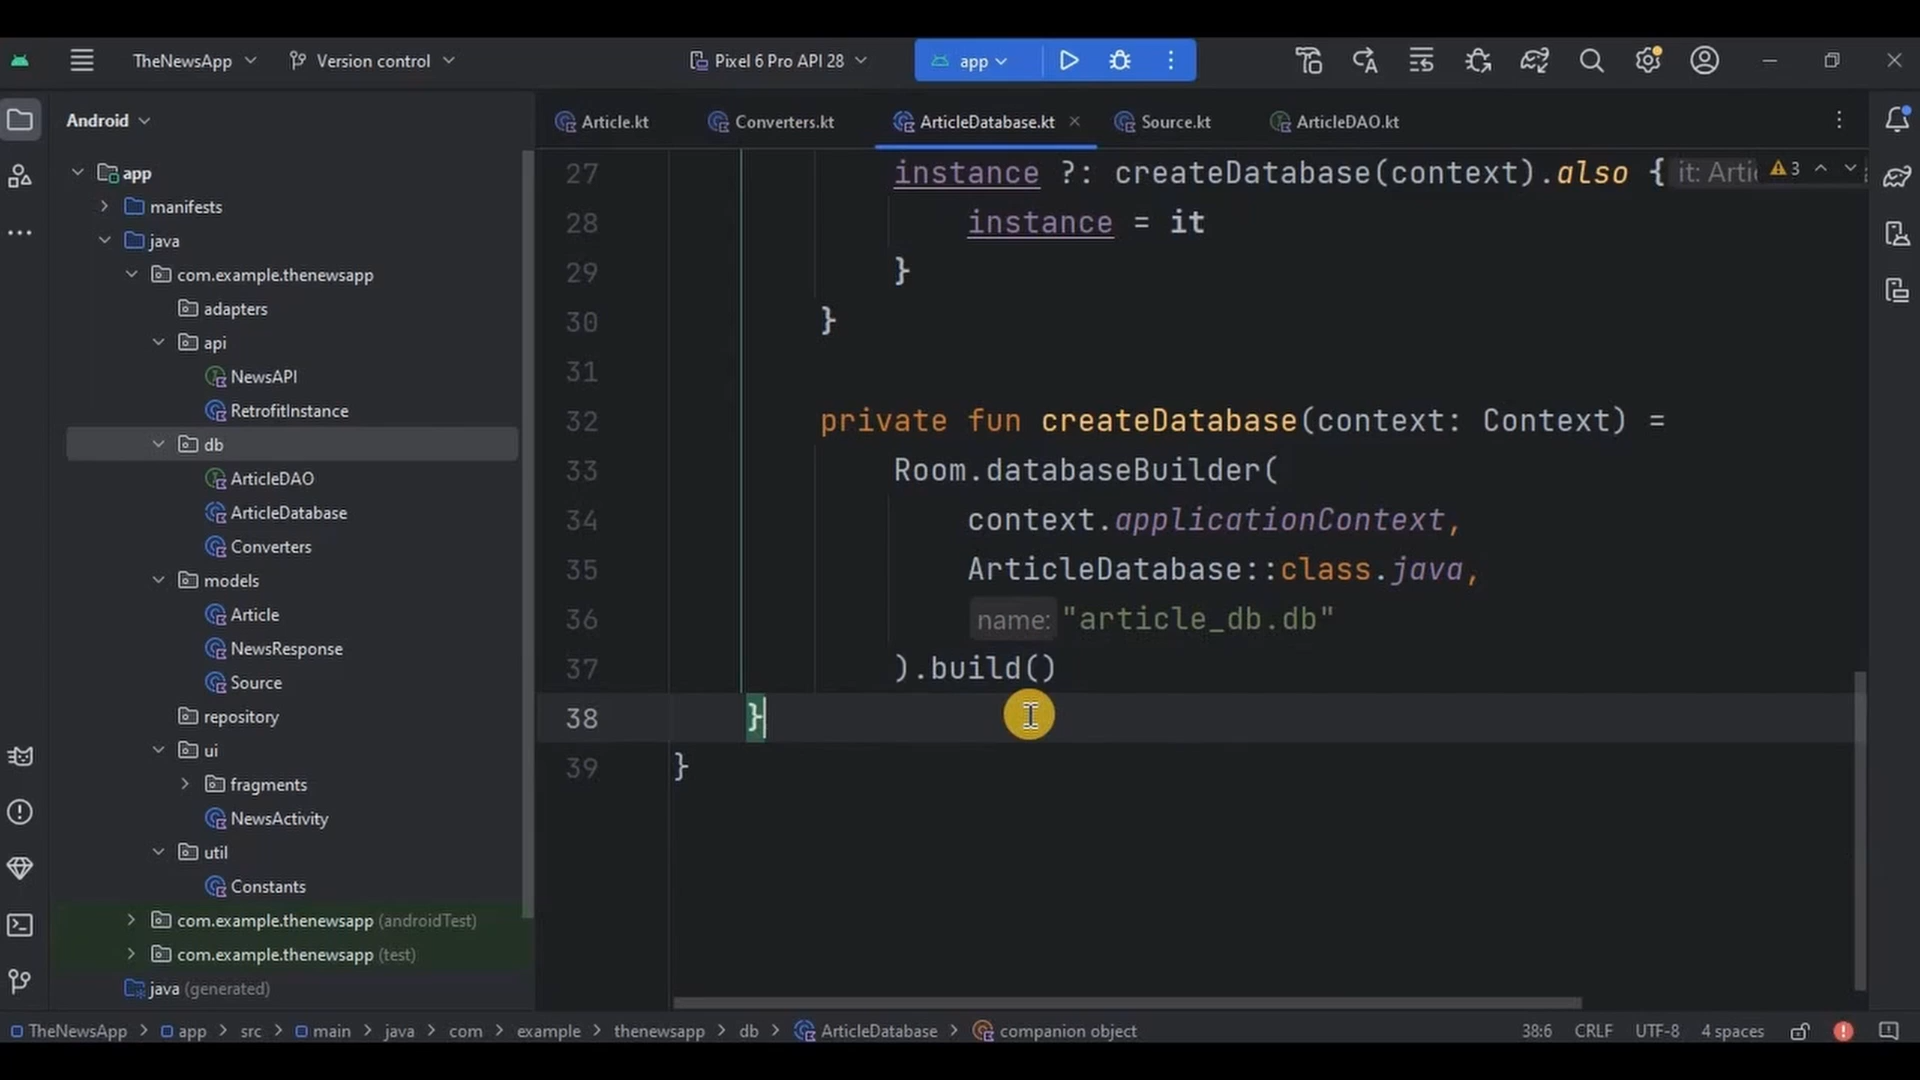 TheNewsApp
Version control
Pixel 6 Pro API 28
app
Android
Article.kt
Converters.kt
ArticleDatabase.kt
Source.kt
ArticleDAO.kt
app
manifests
java
com.example.thenewsapp
adapters
api
NewsAPI
RetrofitInstance
db
ArticleDAO
ArticleDatabase
Converters
models
Article
NewsResponse
Source
repository
ui
fragments
NewsActivity
util
Constants
com.example.thenewsapp (androidTest)
com.example.thenewsapp (test)
java (generated)
27 instance ?: createDatabase(context).also { it: Arti 3
28 instance = it
29 }
30 }
31
32 private fun createDatabase(context: Context) =
33 Room.databaseBuilder(
34 context.applicationContext,
35 ArticleDatabase::class.java,
36 name: "article_db.db"
37 ).build()
38 }
39 }
TheNewsApp > app > src > main > java > com > example > thenewsapp > db > ArticleDatabase > companion object
38:6 CRLF UTF-8 4 spaces